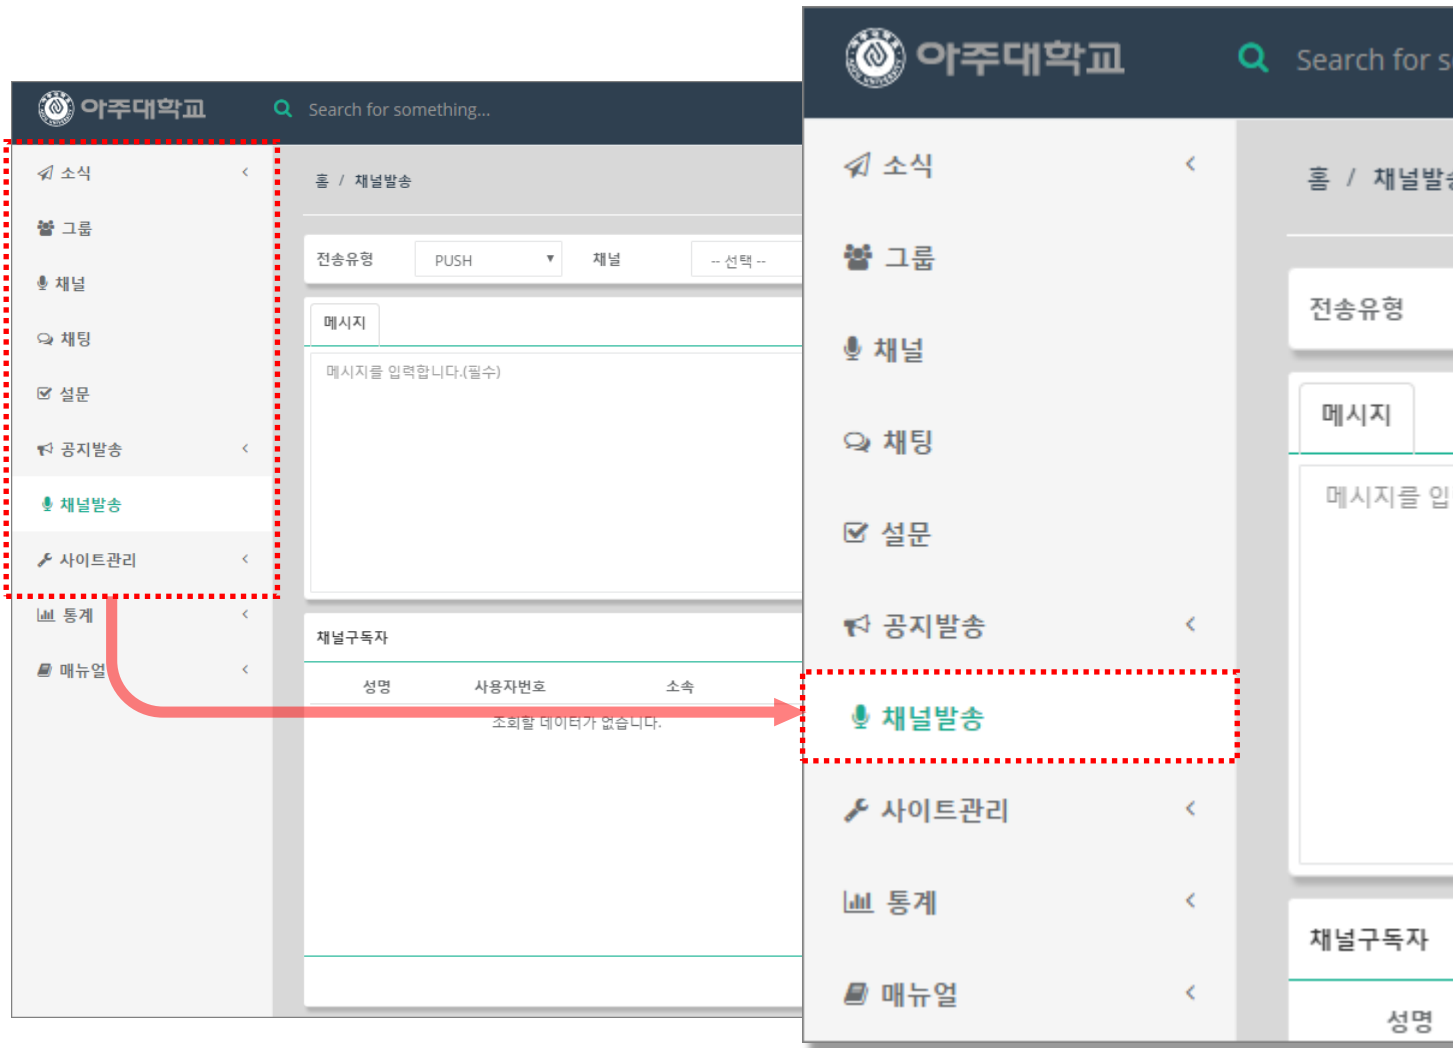 아주대학교
Search for something...
소식
그룹
채널
채팅
설문
공지발송
채널발송
사이트관리
통계
매뉴얼
홈 / 채널발송
전송유형 PUSH 채널 -- 선택 --
메시지
메시지를 입력합니다.(필수)
채널구독자
성명 사용자번호 소속
조회할 데이터가 없습니다.
아주대학교
Search for s
소식
그룹
채널
채팅
설문
공지발송
채널발송
사이트관리
통계
매뉴얼
홈 / 채널발
전송유형
메시지
메시지를 입
채널구독자
성명